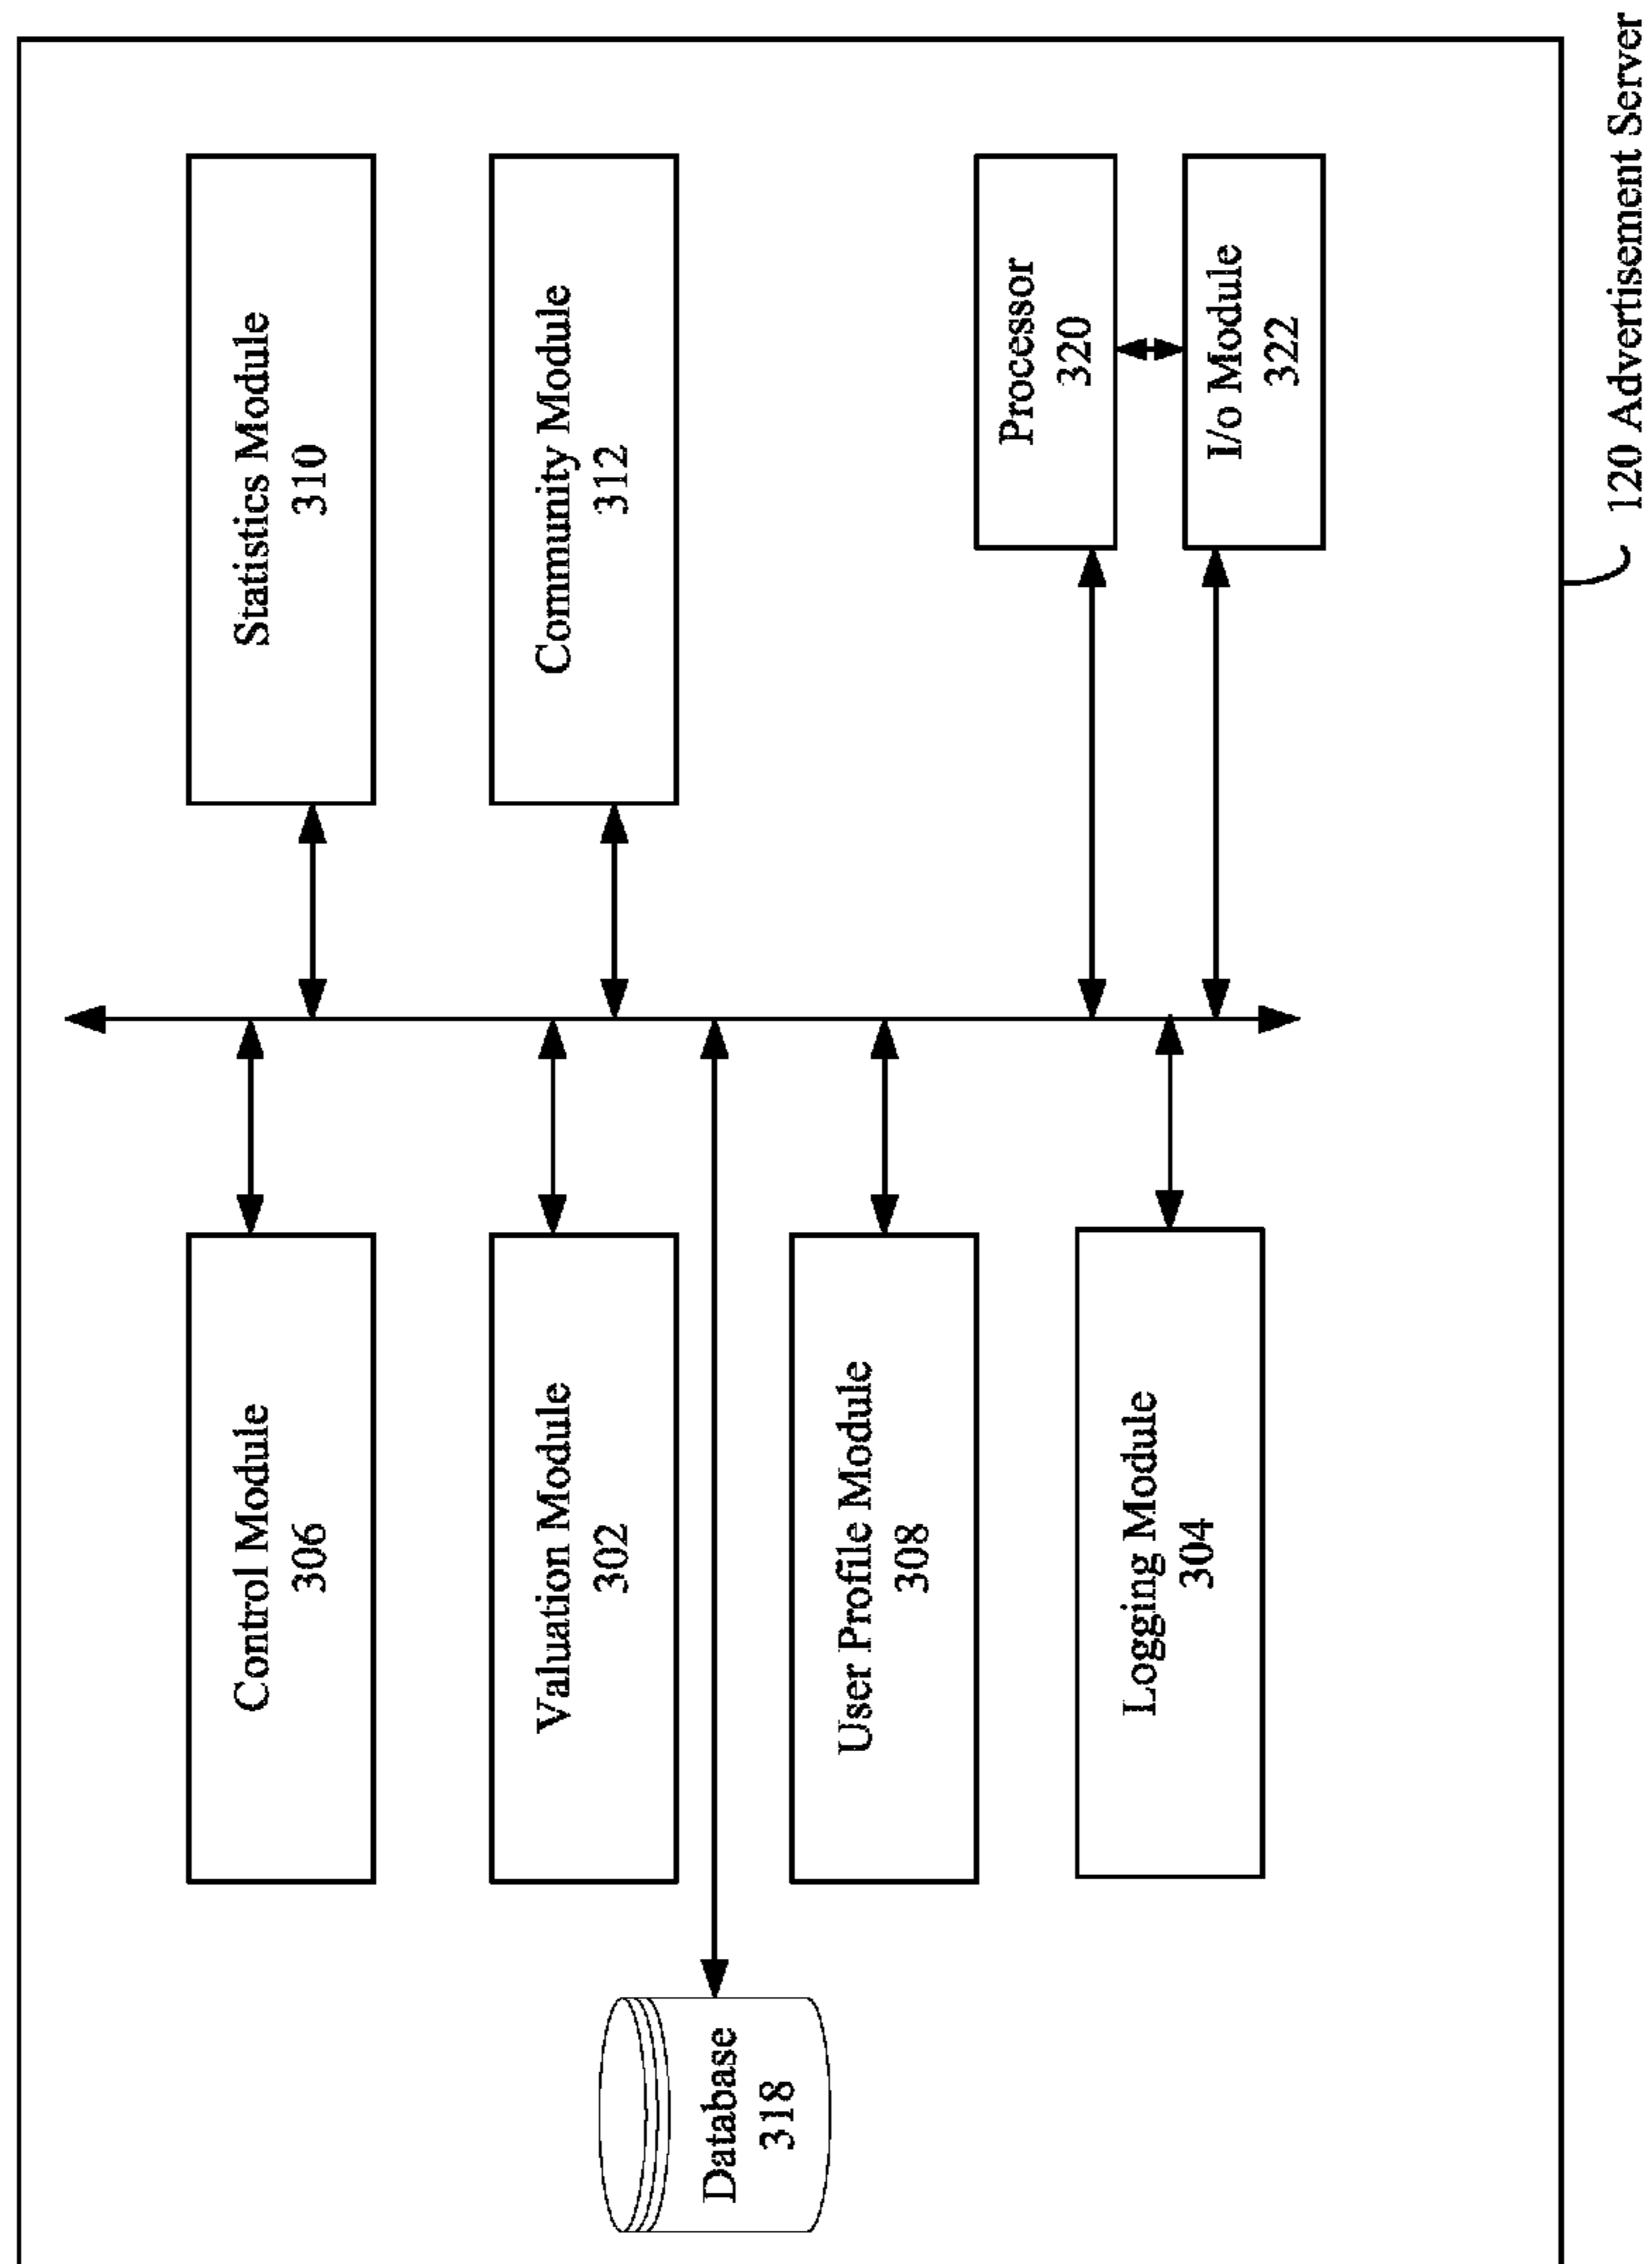 Control Module
306
Statistics Module
310
Valuation Module
302
Community Module
312
Database
318
User Profile Module
308
Logging Module
304
Processor
320
I/o Module
322
120 Advertisement Server